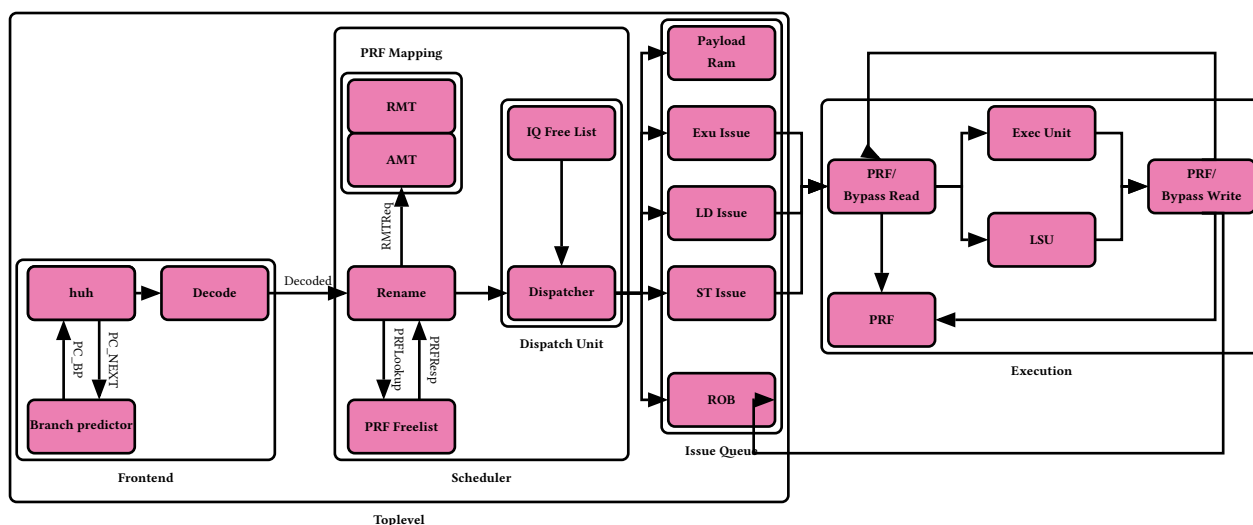 Payload
Ram
PRF Mapping
RMT
AMT
IQ Free List
Exu Issue
Exec Unit
PRF/
Bypass Read
PRF/
Bypass Write
LD Issue
LSU
RMTReq
huh
Decode
Decoded
Rename
Dispatcher
ST Issue
PRF
PC_BP
PC_NEXT
PRFLookup
PRFResp
Dispatch Unit
Execution
Branch predictor
PRF Freelist
ROB
Issue Queue
Frontend
Scheduler
Toplevel